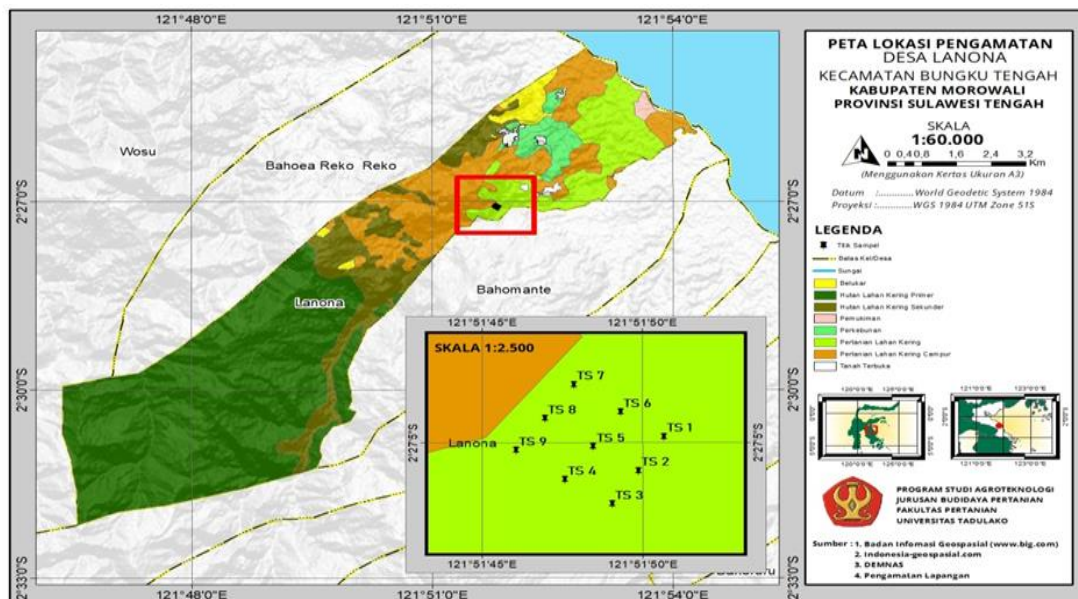 121°48'0"E 121°51'0"E 121°54'0"E
2°27'0"S
2°30'0"S
2°33'0"S
Wosu
Bahoea Reko Reko
Lanona
Bahomante
121°51'45"E 121°51'50"E
SKALA 1:2.500
TS 7
TS 6
TS 8
TS 1
Lanona
TS 9
TS 5
TS 2
TS 4
TS 3
2°27'5"S
2°27'5"S
121°48'0"E 121°51'0"E 121°54'0"E
2°27'0"S
2°30'0"S
2°33'0"S
PETA LOKASI PENGAMATAN
DESA LANONA
KECAMATAN BUNGKU TENGAH
KABUPATEN MOROWALI
PROVINSI SULAWESI TENGAH
N
SKALA
1:60.000
0 0,40,8 1,6 2,4 3,2
Km
(Menggunakan Kertas Ukuran A3)
Datum :.............World Geodetic System 1984
Proyeksi :.............WGS 1984 UTM Zone 51S
LEGENDA
Titik Sampel
Batas Kel/Desa
Sungai
Belukar
Hutan Lahan Kering Primer
Hutan Lahan Kering Sekunder
Pemukiman
Perkebunan
Pertanian Lahan Kering
Pertanian Lahan Kering Campur
Tanah Terbuka
PROGRAM STUDI AGROTEKNOLOGI
JURUSAN BUDIDAYA PERTANIAN
FAKULTAS PERTANIAN
UNIVERSITAS TADULAKO
Sumber : 1. Badan Infomasi Geospasial (www.big.com)
2. Indonesia-geospasial.com
3. DEMNAS
4. Pengamatan Lapangan